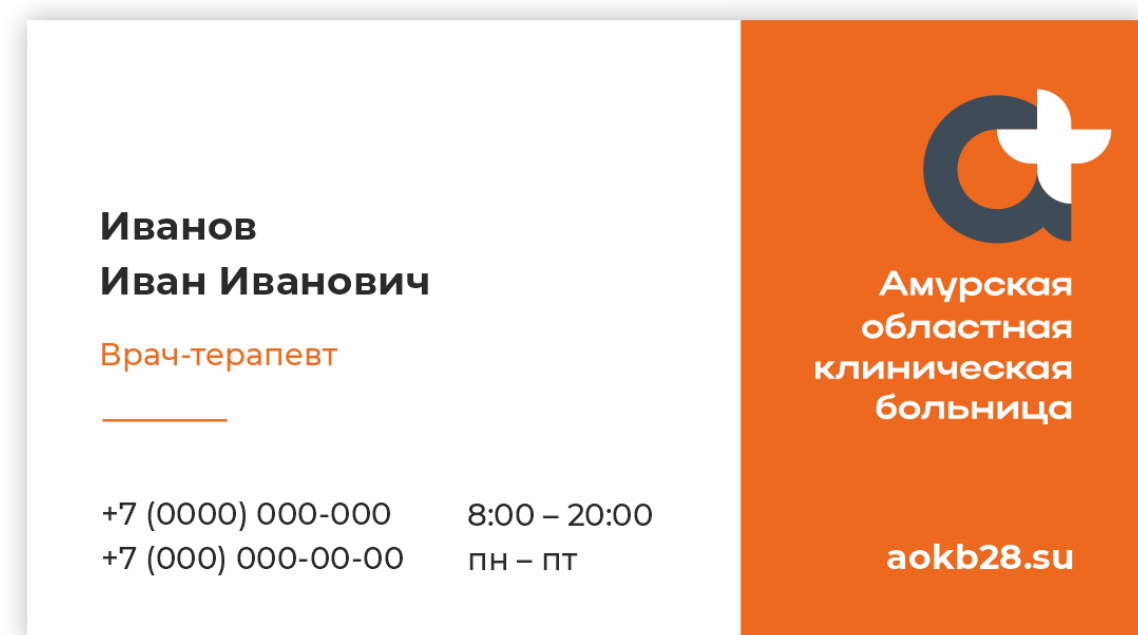 Иванов
Иван Иванович
Врач-терапевт
+7 (0000) 000-000
+7 (000) 000-00-00
8:00 – 20:00
пн – пт
Амурская
областная
клиническая
больница
aokb28.su